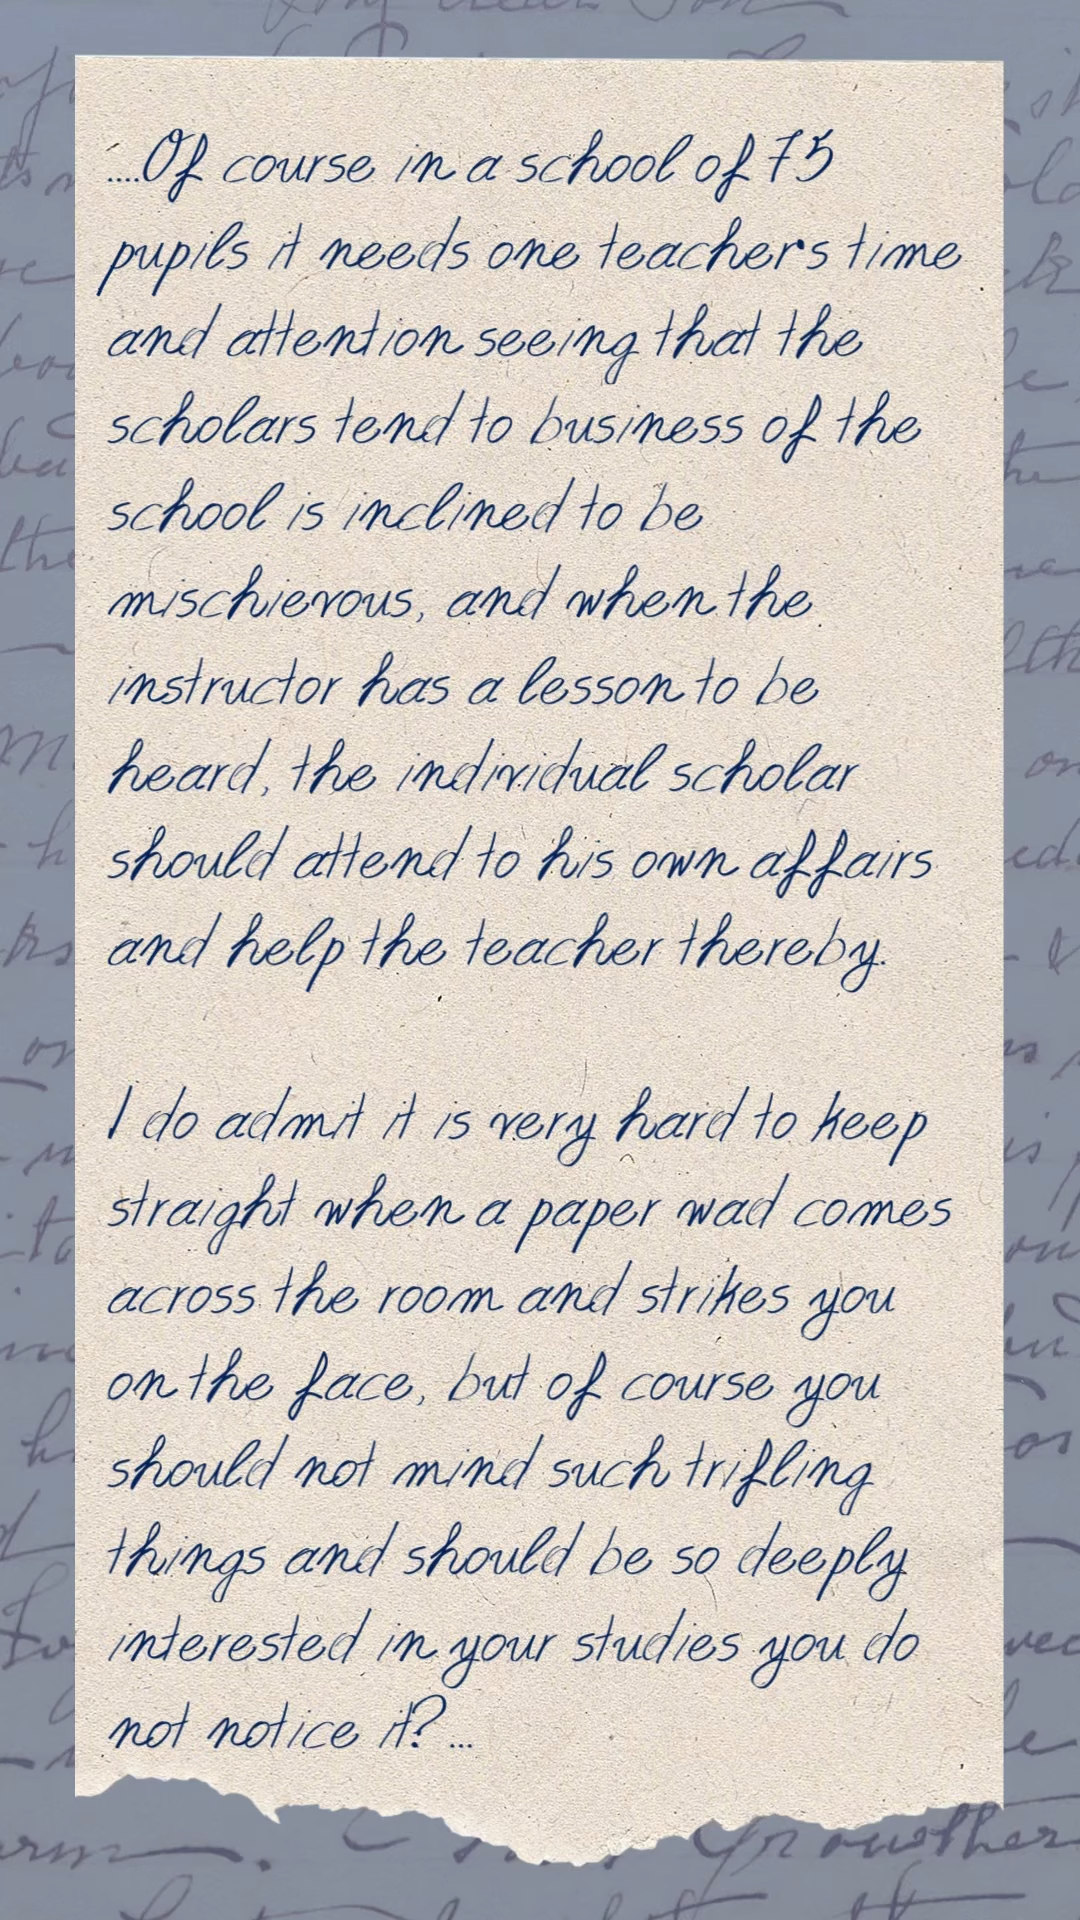 ....Of course in a school of 75
pupils it needs one teachers time
and attention seeing that the
scholars tend to business of the
school is inclined to be
mischievous, and when the
instructor has a lesson to be
heard, the individual scholar
should attend to his own affairs
and help the teacher thereby.
I do admit it is very hard to keep
straight when a paper wad comes
across the room and strikes you
on the face, but of course you
should not mind such trifling
things and should be so deeply
interested in your studies you do
not notice it?...